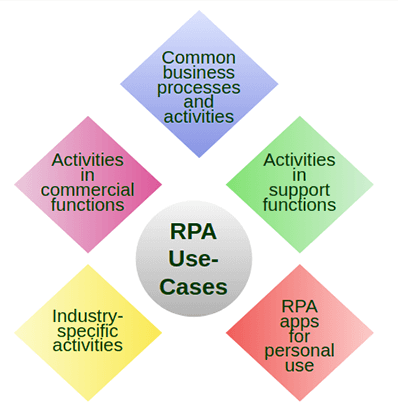 Common
business
processes
and
activities
Activities
in
commercial
functions
Activities
in
support
functions
RPA
Use-
Cases
Industry-
specific
activities
RPA
apps
for
personal
use